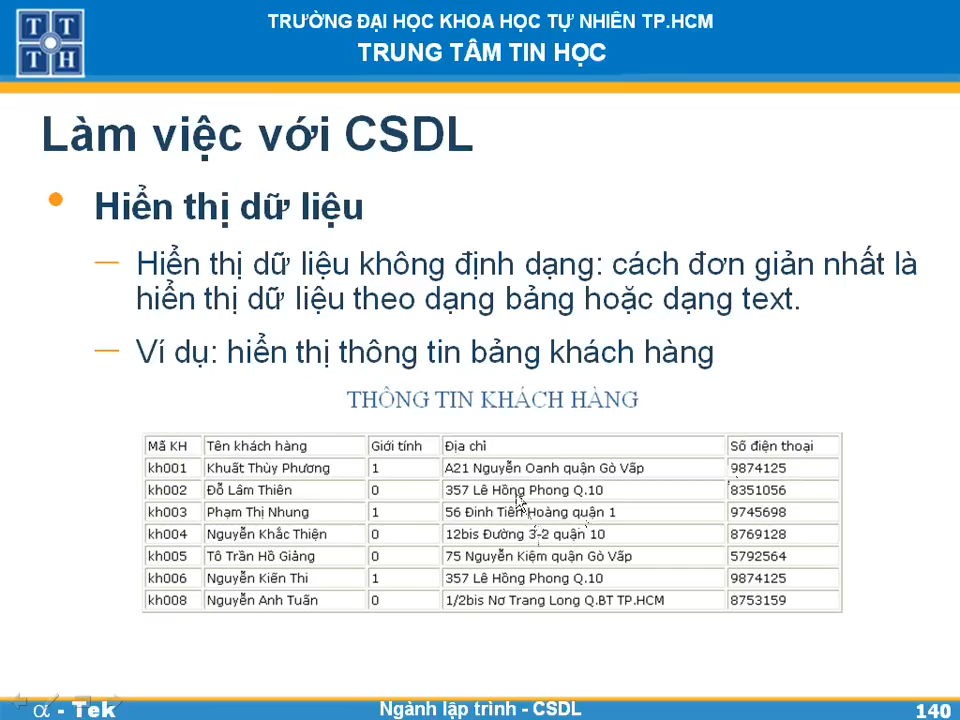 T T
T H
TRƯỜNG ĐẠI HỌC KHOA HỌC TỰ NHIÊN TP.HCM
TRUNG TÂM TIN HỌC
Làm việc với CSDL
Hiển thị dữ liệu
Hiển thị dữ liệu không định dạng: cách đơn giản nhất là
hiển thị dữ liệu theo dạng bảng hoặc dạng text.
Ví dụ: hiển thị thông tin bảng khách hàng
THÔNG TIN KHÁCH HÀNG
Mã KH Tên khách hàng Giới tính Địa chỉ Số điện thoại
kh001 Khuất Thùy Phương 1 A21 Nguyễn Oanh quận Gò Vấp 9874125
kh002 Đỗ Lâm Thiên 0 357 Lê Hồng Phong Q.10 8351056
kh003 Phạm Thị Nhung 1 56 Đinh Tiên Hoàng quận 1 9745698
kh004 Nguyễn Khắc Thiện 0 12bis Đường 3-2 quận 10 8769128
kh005 Tô Trần Hồ Giảng 0 75 Nguyễn Kiệm quận Gò Vấp 5792564
kh006 Nguyễn Kiến Thi 1 357 Lê Hồng Phong Q.10 9874125
kh008 Nguyễn Anh Tuấn 0 1/2bis Nơ Trang Long Q.BT TP.HCM 8753159
α - Tek Ngành lập trình - CSDL 140